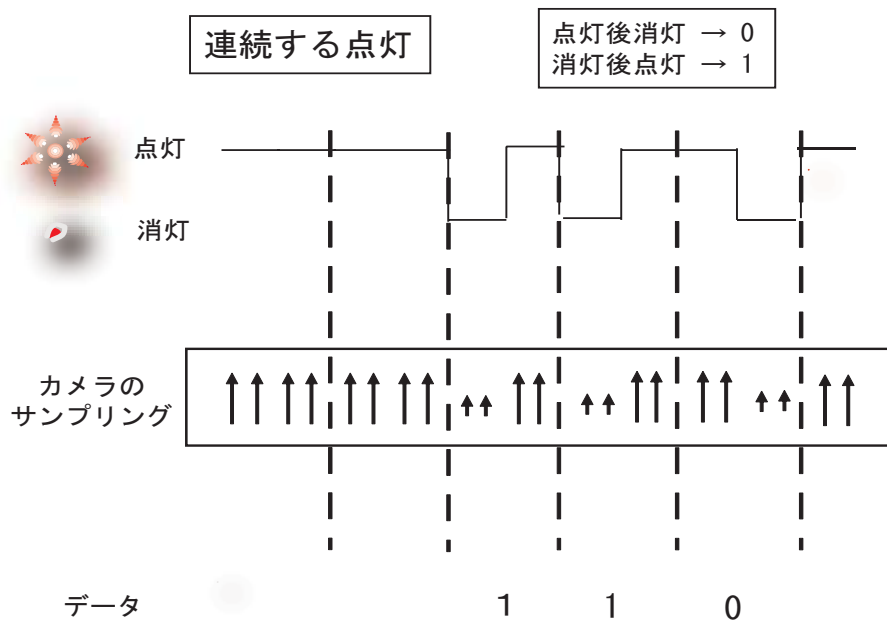 連続する点灯
点灯後消灯 → 0
消灯後点灯 → 1
点灯
消灯
カメラの
サンプリング
データ 1 1 0